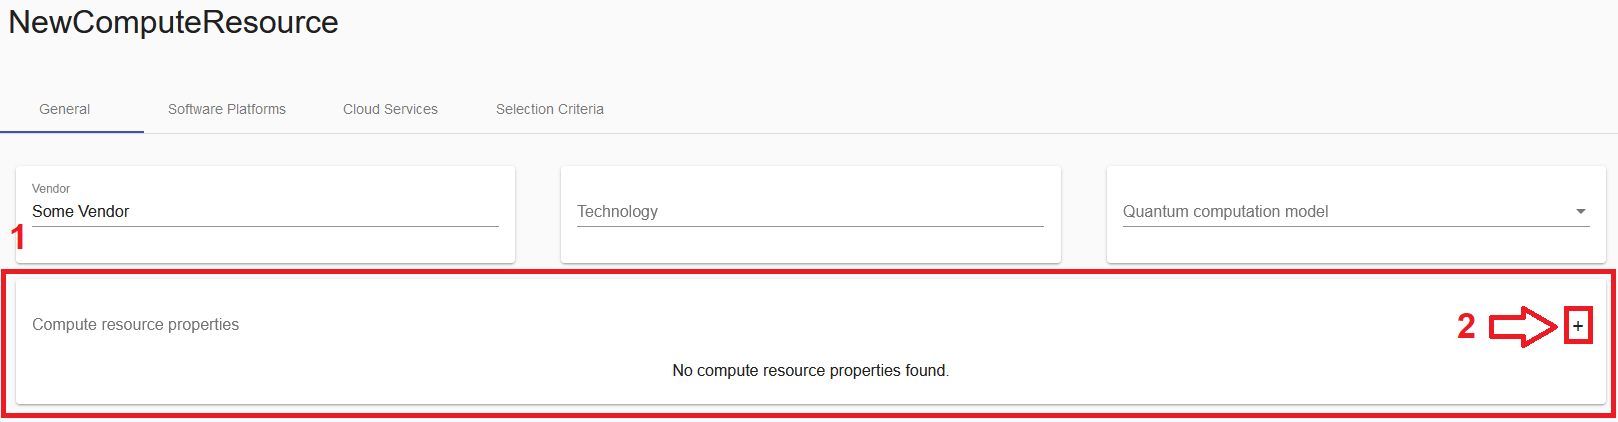 NewComputeResource
General Software Platforms Cloud Services Selection Criteria
Vendor
Some Vendor Technology Quantum computation model
1
Compute resource properties 2 +
No compute resource properties found.